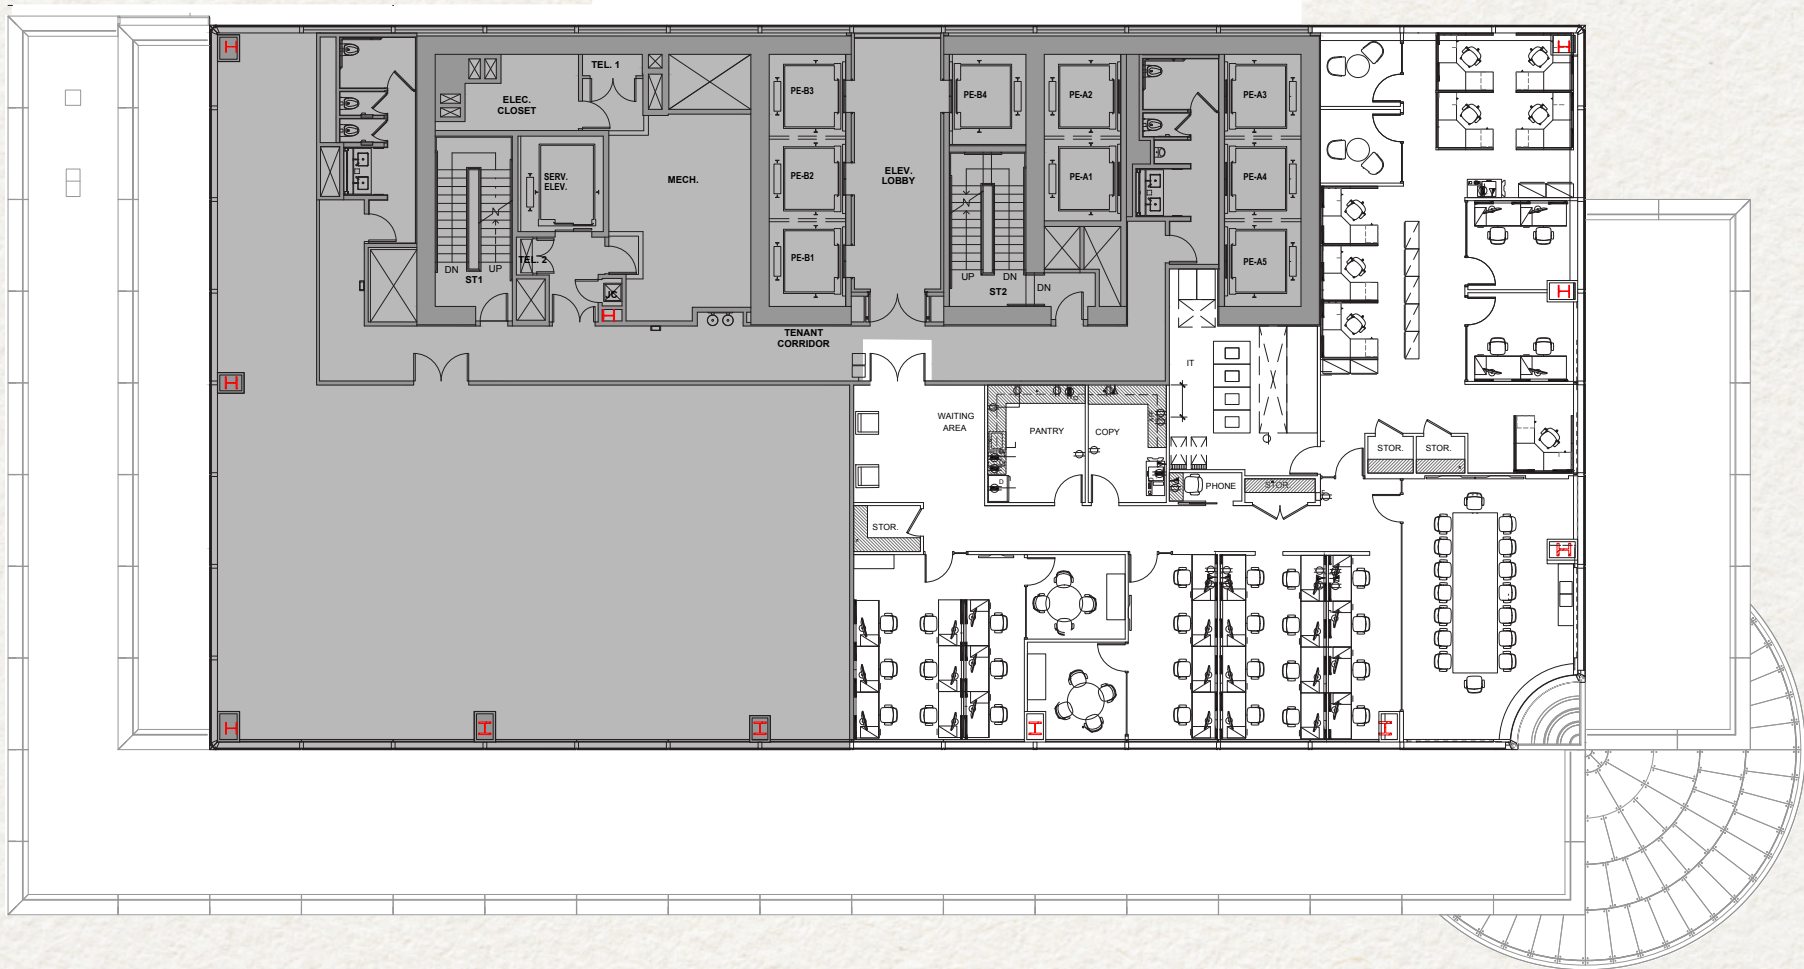 TEL. 1
ELEC.
CLOSET
PE-B3
PE-B4
PE-A2
PE-A3
MECH.
SERV.
ELEV.
PE-B2
ELEV.
LOBBY
PE-A1
PE-A4
TEL. 2
DN
UP
ST1
PE-B1
UP
DN
ST2
DN
PE-A5
TENANT
CORRIDOR
IT
WAITING
AREA
PANTRY
COPY
STOR.
STOR.
PHONE
STOR.
STOR.